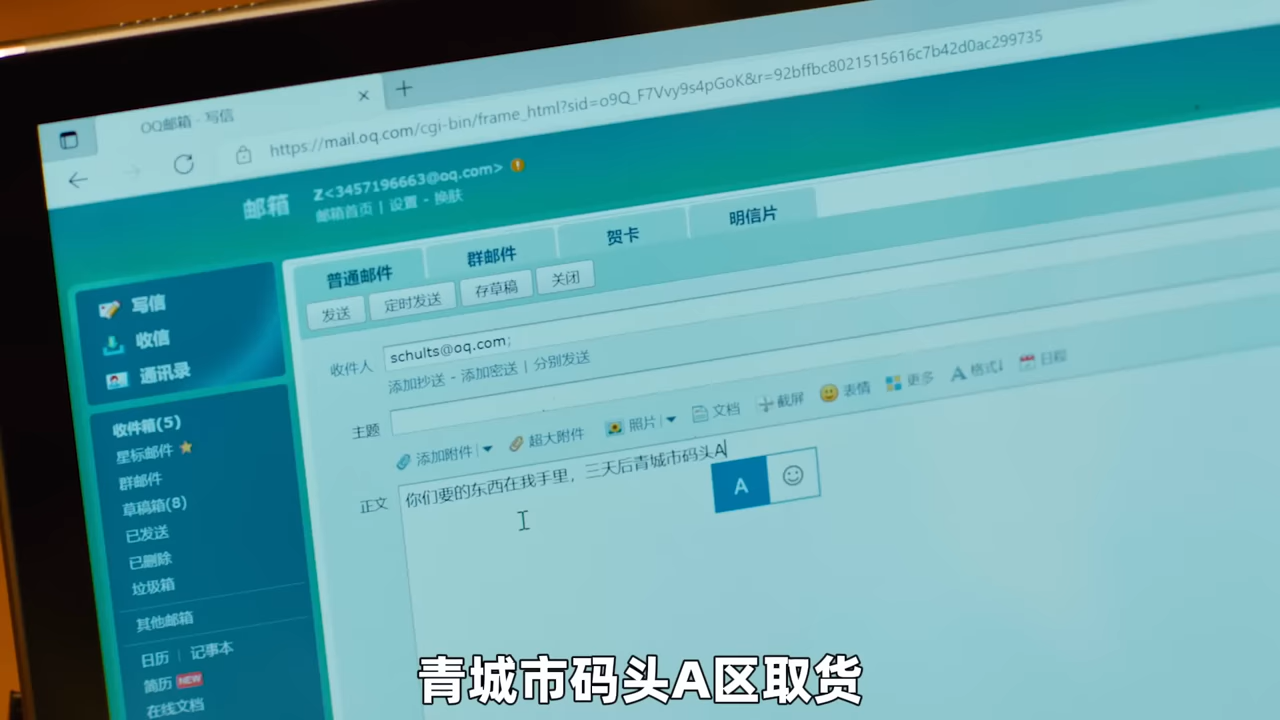 OQ邮箱 - 写信
https://mail.oq.com/cgi-bin/frame_html?sid=o9Q_F7Vvy9s4pGoK&r=92bffbc8021515616c7b42d0ac299735
邮箱
Z<3457196663@oq.com>
邮箱首页 | 设置 - 换肤
写信
收信
通讯录
收件箱(5)
星标邮件
群邮件
草稿箱(8)
已发送
已删除
垃圾箱
其他邮箱
日历 | 记事本
简历 NEW
在线文档
普通邮件 群邮件 贺卡 明信片
发送 定时发送 存草稿 关闭
收件人 schults@oq.com;
添加抄送 - 添加密送 | 分别发送
主题
添加附件 | 超大附件 照片 | 文档 截屏 表情 更多 格式↓ 日程
正文 你们要的东西在我手里，三天后青城市码头A
A
青城市码头A区取货